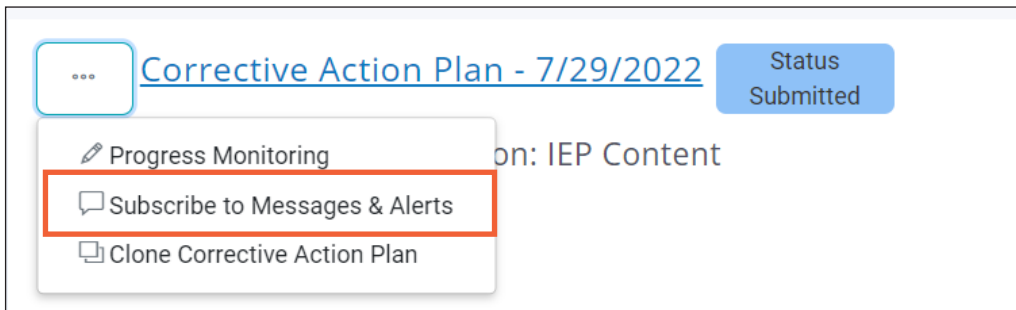 Corrective Action Plan - 7/29/2022
Status
Submitted
Progress Monitoring
on: IEP Content
Subscribe to Messages & Alerts
Clone Corrective Action Plan